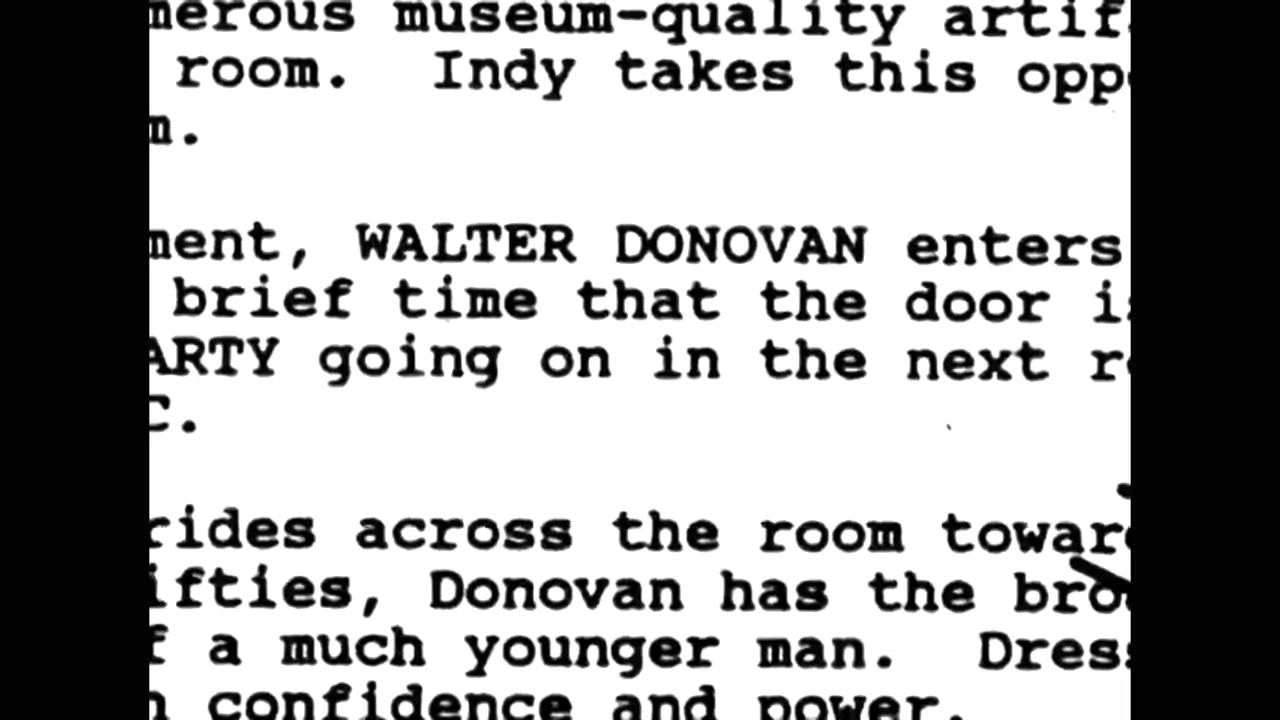 merous museum-quality artif
room. Indy takes this opp
m.
ment, WALTER DONOVAN enters
brief time that the door i
ARTY going on in the next r
C.
rides across the room towar
ifties, Donovan has the bro
f a much younger man. Dres
n confidence and power.